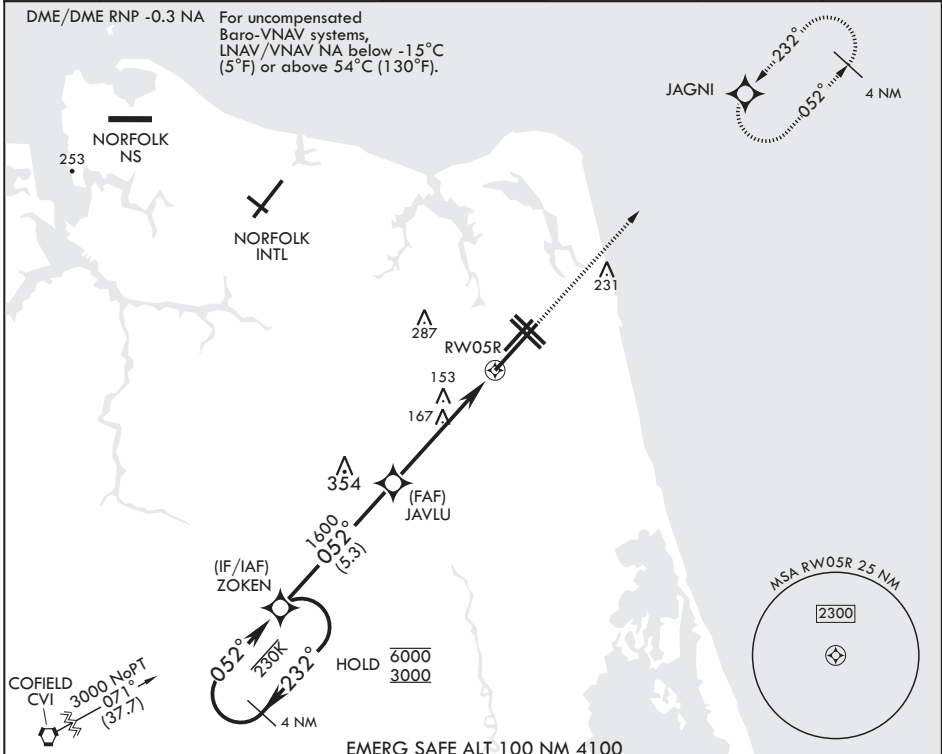 DME/DME RNP -0.3 NA
For uncompensated
Baro-VNAV systems,
LNAV/VNAV NA below -15°C
(5°F) or above 54°C (130°F).
232°
JAGNI
052°
4 NM
NORFOLK
NS
253
NORFOLK
INTL
231
287
RW05R
153
167
354
(FAF)
JAVLU
1600
052°
(5.3)
(IF/IAF)
ZOKEN
052°
230K
232°
4 NM
HOLD
6000
3000
COFIELD
CVI
3000 NoPT
071°
(37.7)
MSA RW05R 25 NM
2300
EMERG SAFE ALT 100 NM 4100